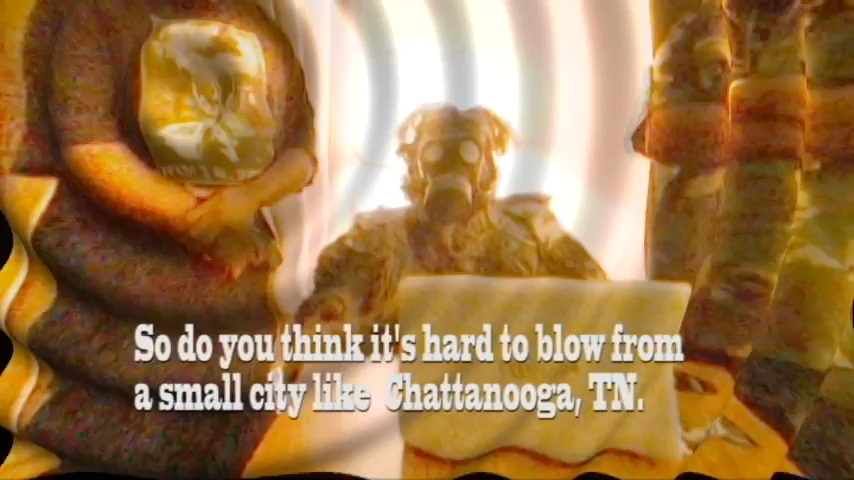 So do you think it's hard to blow from
a small city like Chattanooga, TN.